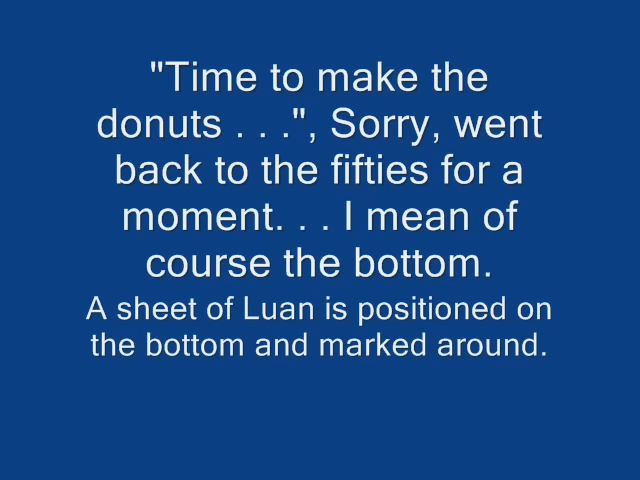 "Time to make the
donuts . . .", Sorry, went
back to the fifties for a
moment. . . I mean of
course the bottom.
A sheet of Luan is positioned on
the bottom and marked around.